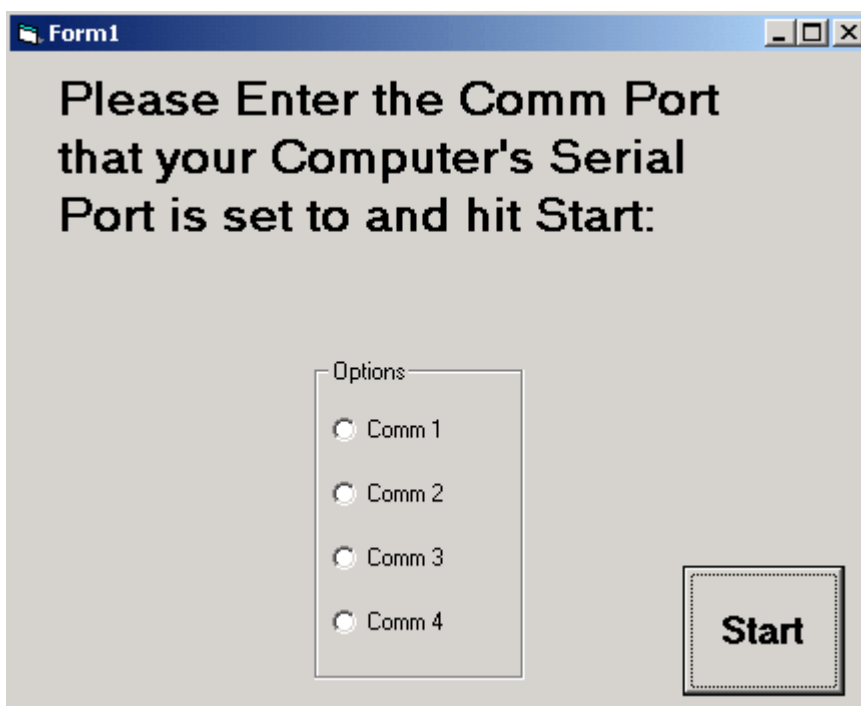 Form1
Please Enter the Comm Port
that your Computer's Serial
Port is set to and hit Start:
Options
Comm 1
Comm 2
Comm 3
Comm 4
Start